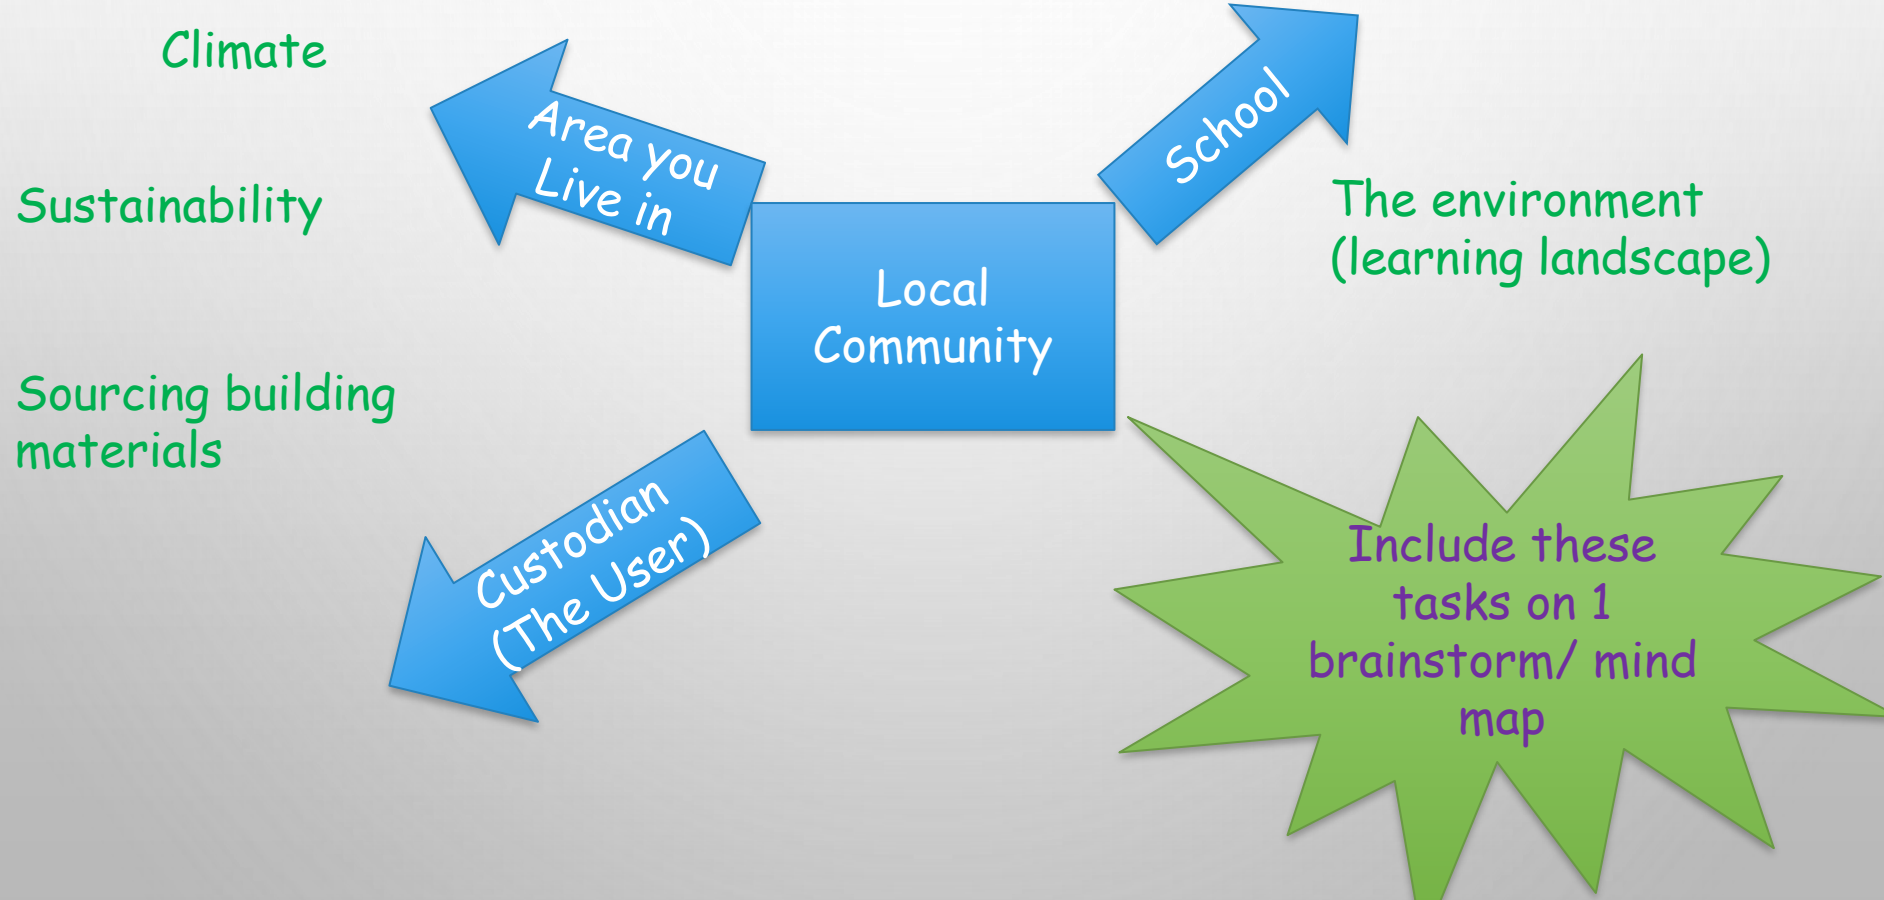 Climate
Area you
Live in
School
Sustainability
The environment
(learning landscape)
Local
Community
Sourcing building
materials
Custodian
(The User)
Include these
tasks on 1
brainstorm/ mind
map